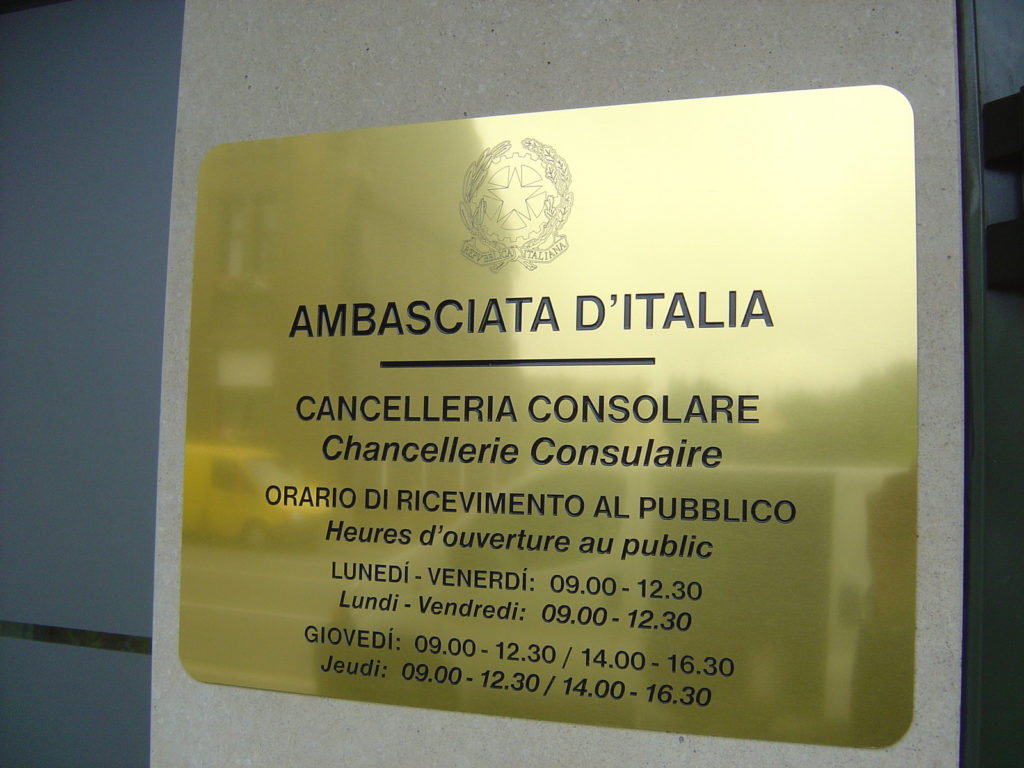 REPVBBLICA ITALIANA
AMBASCIATA D'ITALIA
CANCELLERIA CONSOLARE
Chancellerie Consulaire
ORARIO DI RICEVIMENTO AL PUBBLICO
Heures d'ouverture au public
LUNEDÍ - VENERDÍ: 09.00 - 12.30
Lundi - Vendredi: 09.00 - 12.30
GIOVEDÍ: 09.00 - 12.30 / 14.00 - 16.30
Jeudi: 09.00 - 12.30 / 14.00 - 16.30